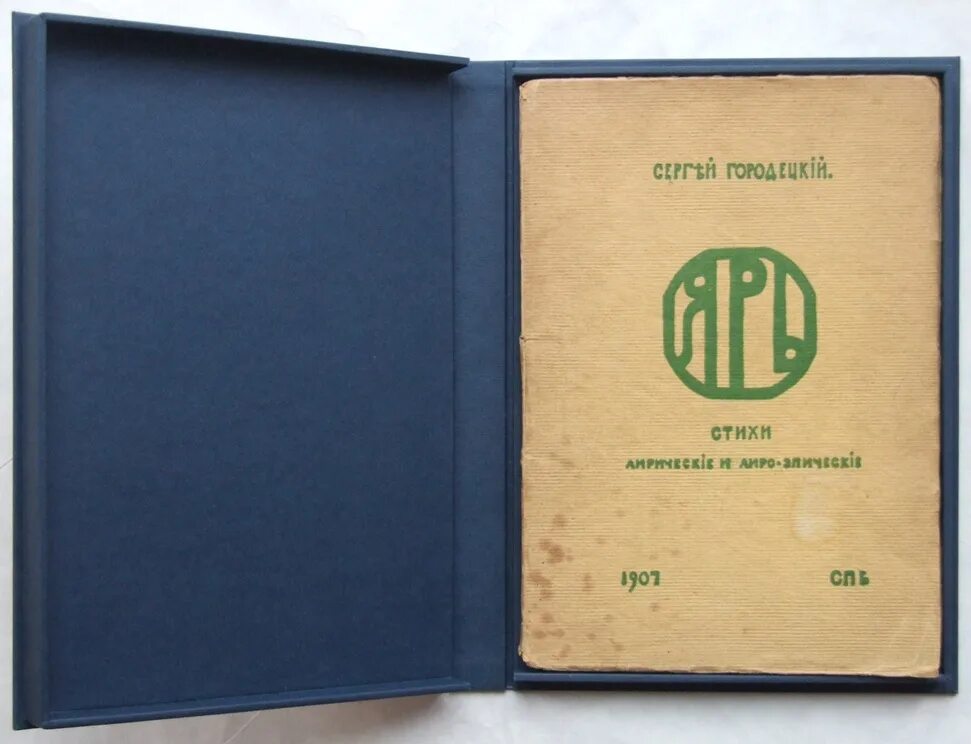 СЕРГѢЙ ГОРОДЕЦКІЙ.
ЯРЬ
СТИХИ
ЛИРИЧЕСКІЕ И ЛИРО-ЭПИЧЕСКІЕ
1907 СПБ